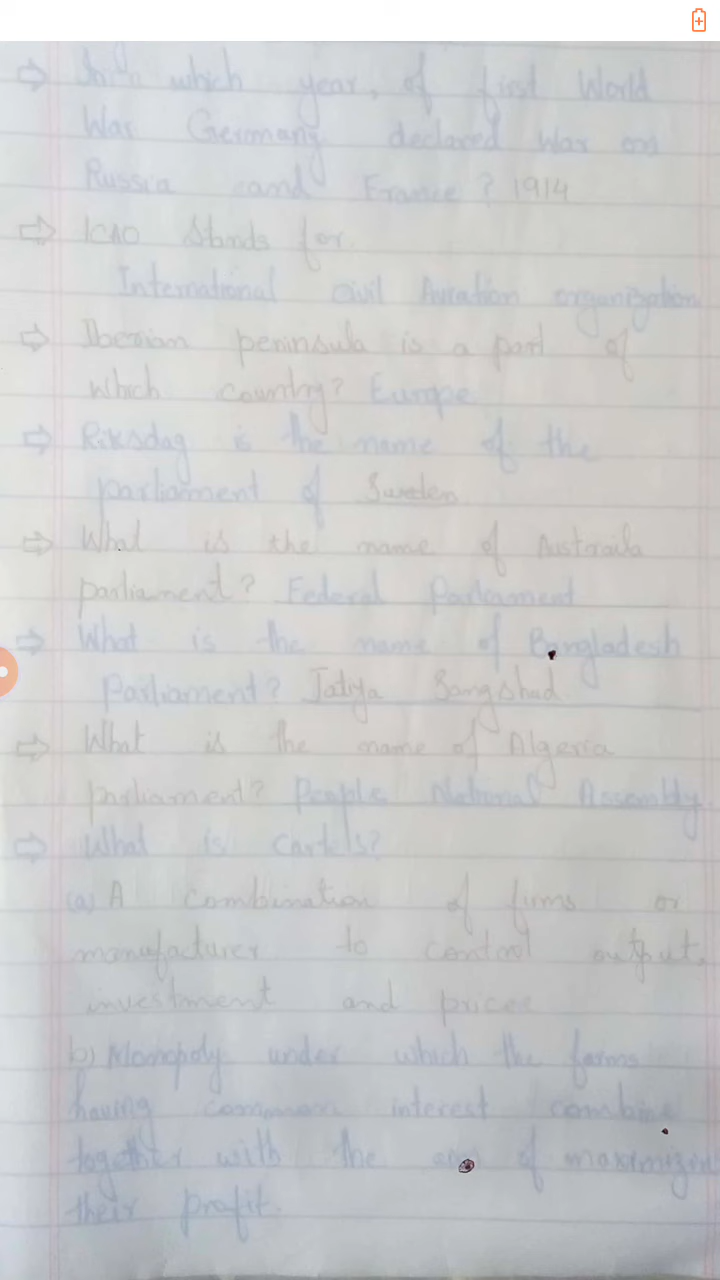 ⇒ In which year, of first World
War Germany declared War on
Russia and France? 1914
⇒ ICAO Stands for
International civil Aviation organization
⇒ Iberian peninsula is a part of
which country? Europe
⇒ Riksdag is the name of the
parliament of Sweden
⇒ What is the name of Austraila
parliament? Federal Parliament
⇒ What is the name of Bangladesh
Parliament? Jatiya Sangshad
⇒ What is the name of Algeria
parliament? People National Assembly
⇒ What is Cartels?
(a) A combination of firms or
manufacturer to control output,
investment and prices
b) Monopoly under which the farms
having common interest combine
together with the aim of maximizin
their profit.